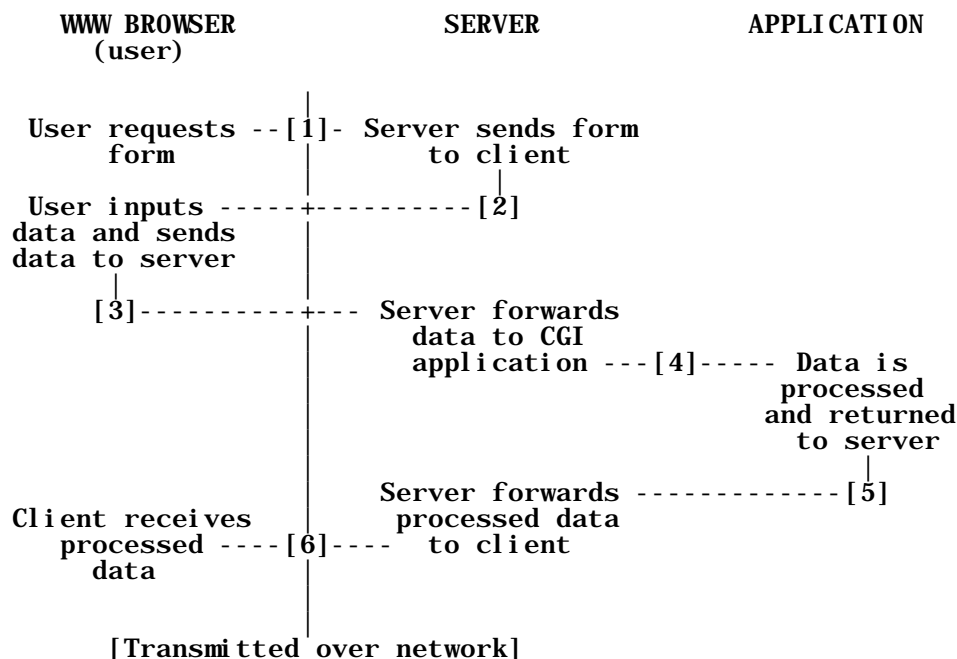 WWW BROWSER SERVER APPLICATION
(user)
|
User requests --[1]- Server sends form
form | to client
| |
User inputs -----+----------[2]
data and sends |
data to server |
| |
[3]-----------+--- Server forwards
| data to CGI
| application ---[4]----- Data is
| processed
| and returned
| to server
| |
| Server forwards -------------[5]
Client receives | processed data
processed ----[6]---- to client
data |
|
|
[Transmitted over network]